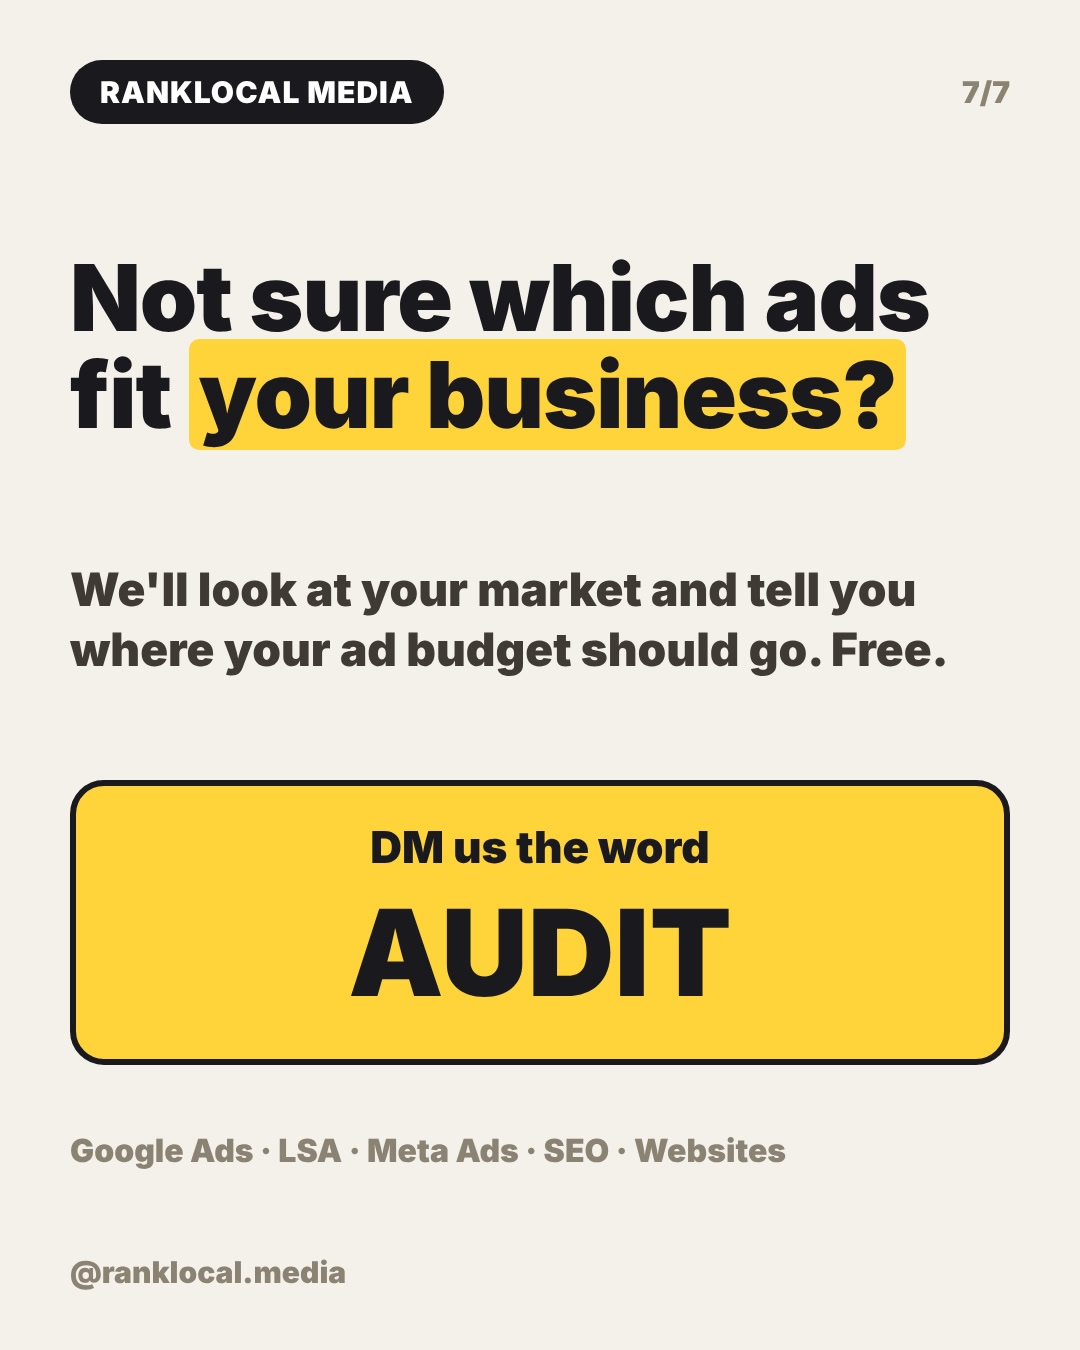 RANKLOCAL MEDIA
7/7
Not sure which ads
fit your business?
We'll look at your market and tell you
where your ad budget should go. Free.
DM us the word
AUDIT
Google Ads · LSA · Meta Ads · SEO · Websites
@ranklocal.media